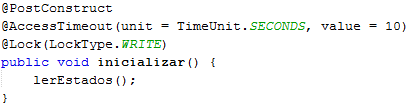 @PostConstruct
@AccessTimeout(unit = TimeUnit.SECONDS, value = 10)
@Lock(LockType.WRITE)
public void inicializar() {
    lerEstados();
}